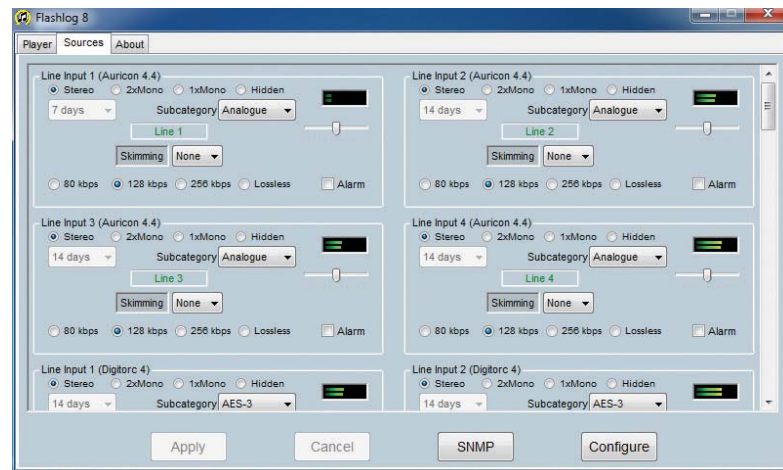 Flashlog 8
Player Sources About
Line Input 1 (Auricon 4.4)
Stereo 2xMono 1xMono Hidden
7 days Subcategory Analogue
Line 1
Skimming None
80 kbps 128 kbps 256 kbps Lossless Alarm
Line Input 2 (Auricon 4.4)
Stereo 2xMono 1xMono Hidden
14 days Subcategory Analogue
Line 2
Skimming None
80 kbps 128 kbps 256 kbps Lossless Alarm
Line Input 3 (Auricon 4.4)
Stereo 2xMono 1xMono Hidden
14 days Subcategory Analogue
Line 3
Skimming None
80 kbps 128 kbps 256 kbps Lossless Alarm
Line Input 4 (Auricon 4.4)
Stereo 2xMono 1xMono Hidden
14 days Subcategory Analogue
Line 4
Skimming None
80 kbps 128 kbps 256 kbps Lossless Alarm
Line Input 1 (Digitorc 4)
Stereo 2xMono 1xMono Hidden
14 days Subcategory AES-3
Line Input 2 (Digitorc 4)
Stereo 2xMono 1xMono Hidden
14 days Subcategory AES-3
Apply Cancel SNMP Configure